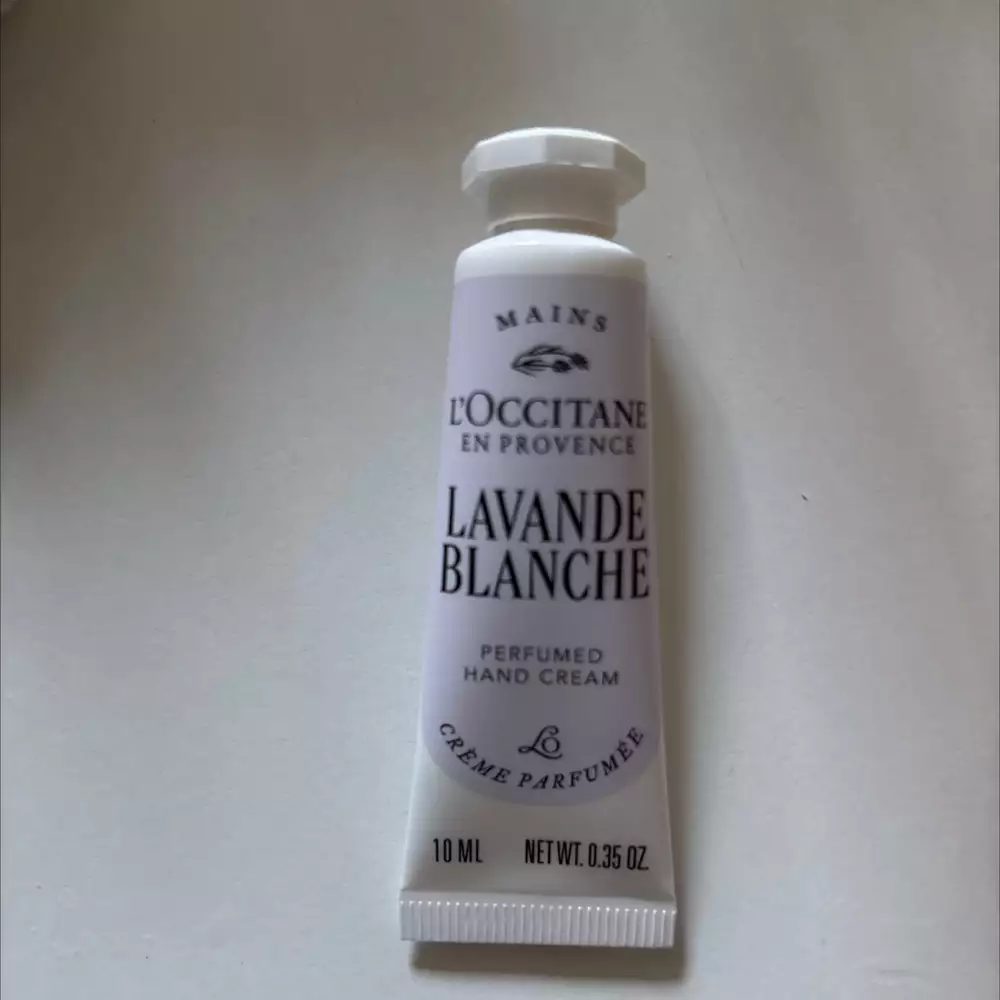 MAINS
L'OCCITANE
EN PROVENCE
LAVANDE
BLANCHE
PERFUMED
HAND CREAM
LO
CRÈME PARFUMÉE
10 ML NET WT. 0.35 OZ.